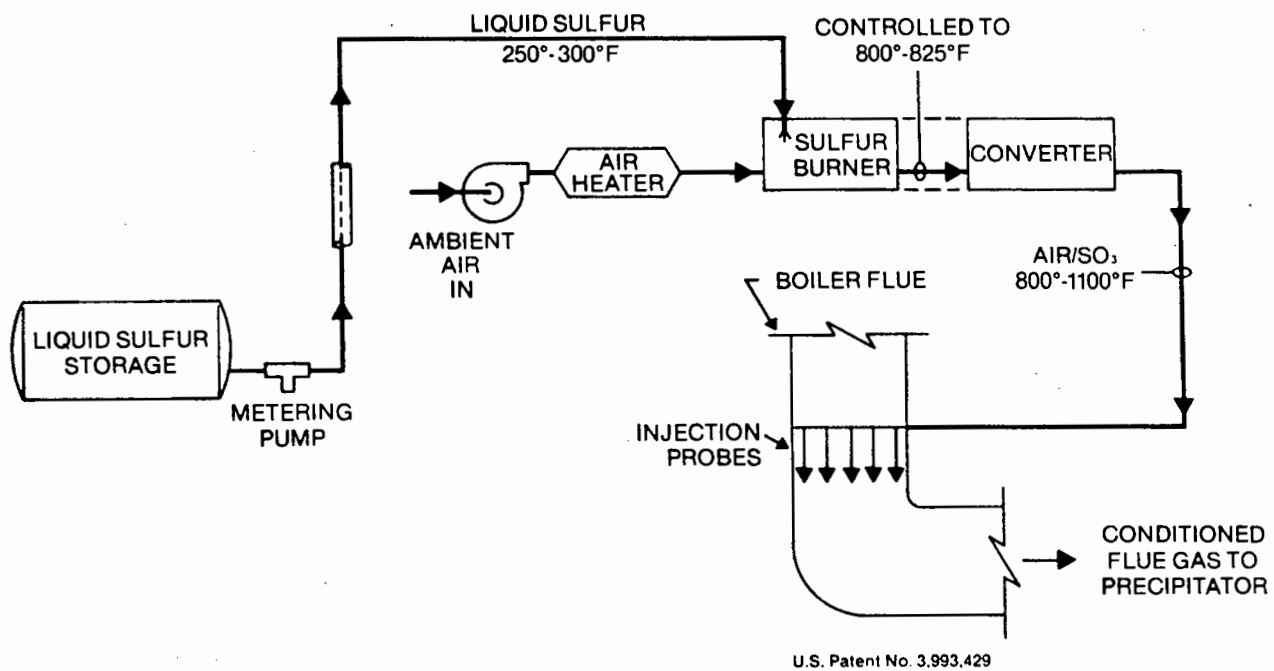 LIQUID SULFUR
250°-300°F
CONTROLLED TO
800°-825°F
SULFUR
BURNER
CONVERTER
AIR
HEATER
AMBIENT
AIR
IN
AIR/SO₃
800°-1100°F
BOILER FLUE
LIQUID SULFUR
STORAGE
METERING
PUMP
INJECTION
PROBES
CONDITIONED
FLUE GAS TO
PRECIPITATOR
U.S. Patent No. 3,993,429